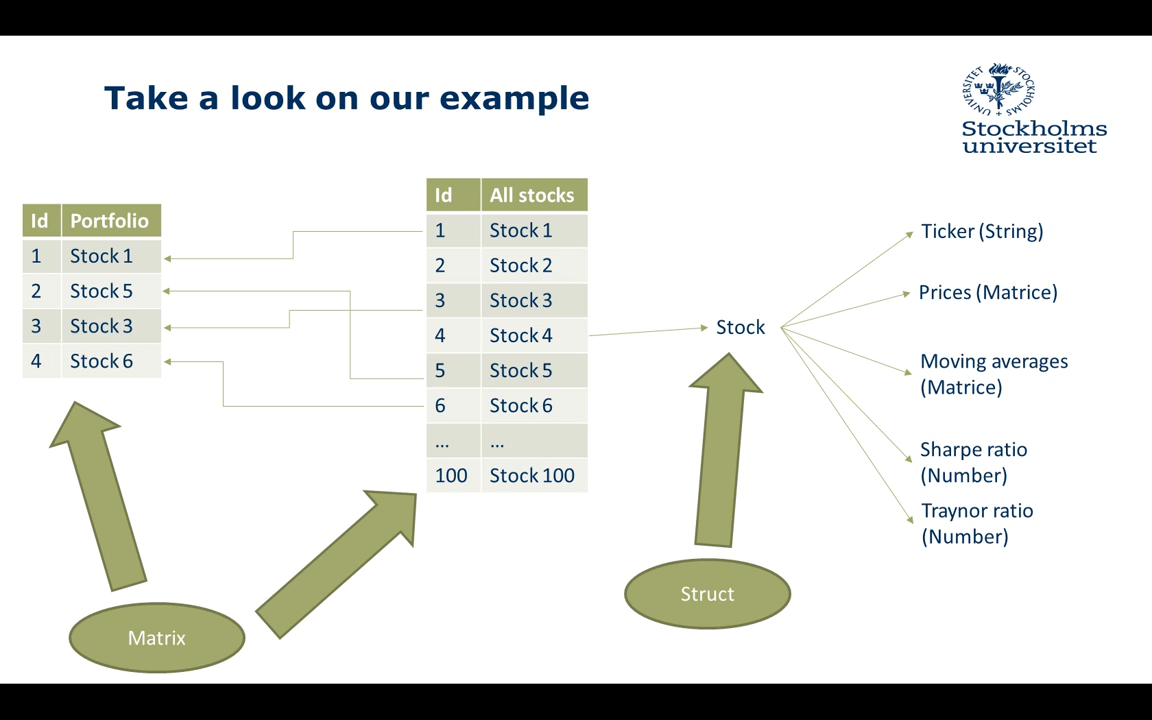 Take a look on our example
STOCKHOLMS UNIVERSITET
Stockholms
universitet
Id Portfolio
1 Stock 1
2 Stock 5
3 Stock 3
4 Stock 6
Id All stocks
1 Stock 1
2 Stock 2
3 Stock 3
4 Stock 4
5 Stock 5
6 Stock 6
... ...
100 Stock 100
Stock
Ticker (String)
Prices (Matrice)
Moving averages
(Matrice)
Sharpe ratio
(Number)
Traynor ratio
(Number)
Matrix
Struct